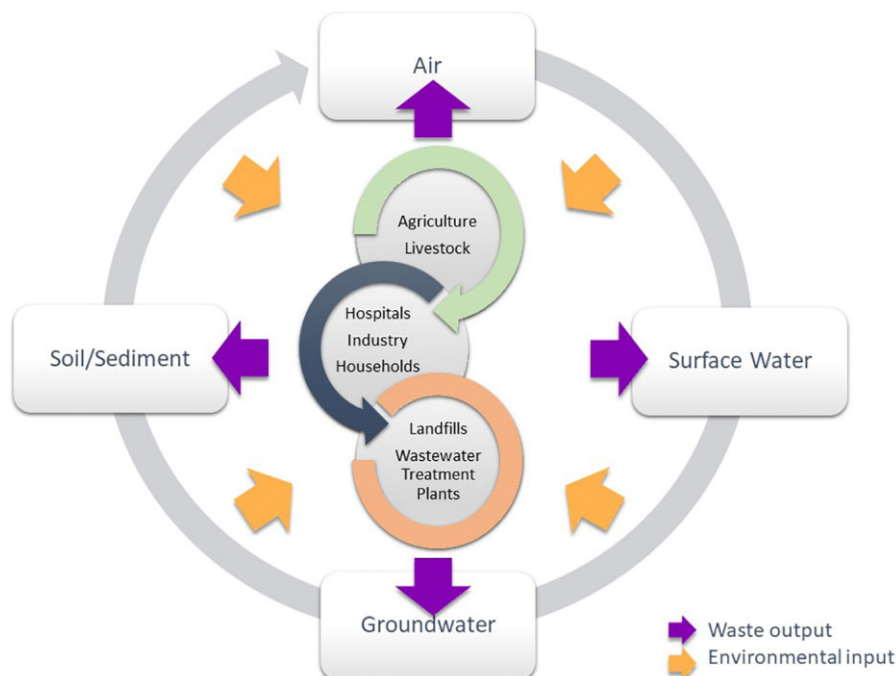 Air
Agriculture
Livestock
Hospitals
Industry
Households
Soil/Sediment
Surface Water
Landfills
Wastewater
Treatment
Plants
Groundwater
Waste output
Environmental input